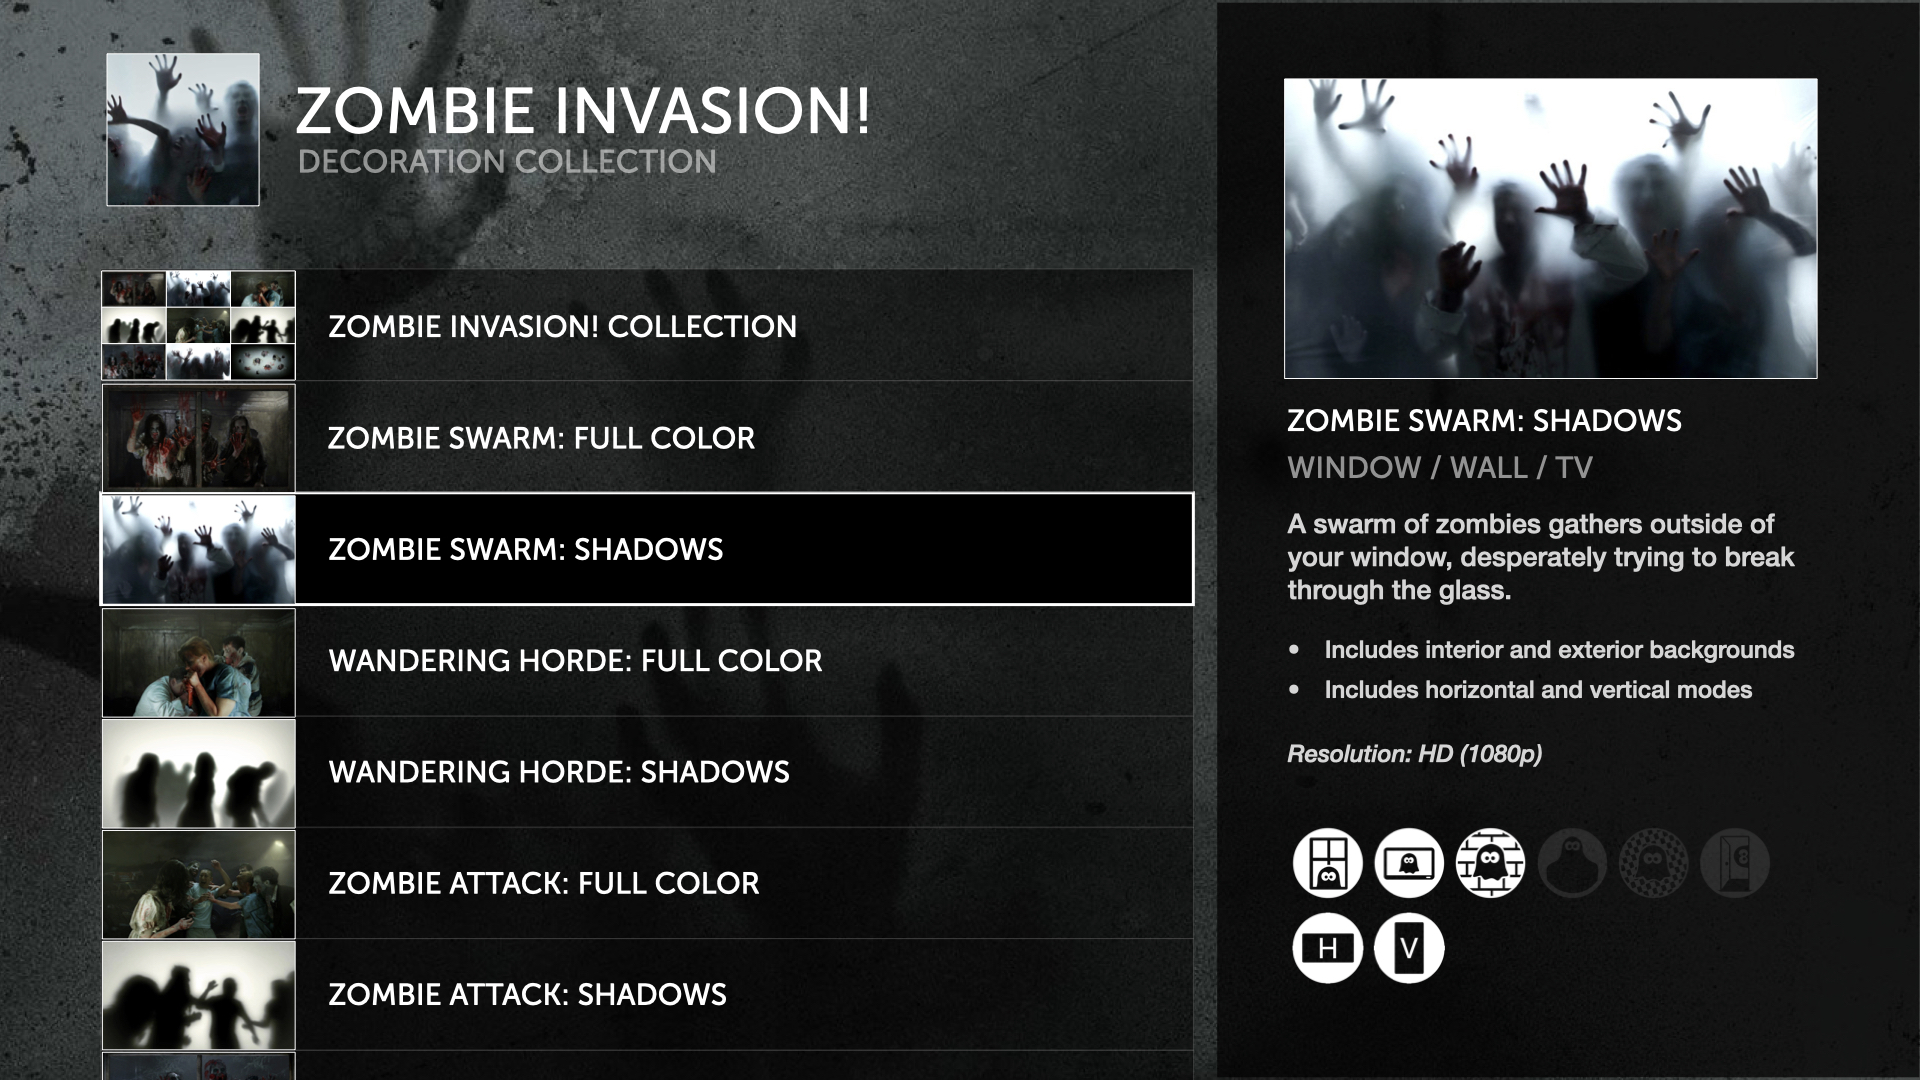 ZOMBIE INVASION!
DECORATION COLLECTION
ZOMBIE INVASION! COLLECTION
ZOMBIE SWARM: FULL COLOR
ZOMBIE SWARM: SHADOWS
WANDERING HORDE: FULL COLOR
WANDERING HORDE: SHADOWS
ZOMBIE ATTACK: FULL COLOR
ZOMBIE ATTACK: SHADOWS
ZOMBIE SWARM: SHADOWS
WINDOW / WALL / TV
A swarm of zombies gathers outside of
your window, desperately trying to break
through the glass.
• Includes interior and exterior backgrounds
• Includes horizontal and vertical modes
Resolution: HD (1080p)
H V